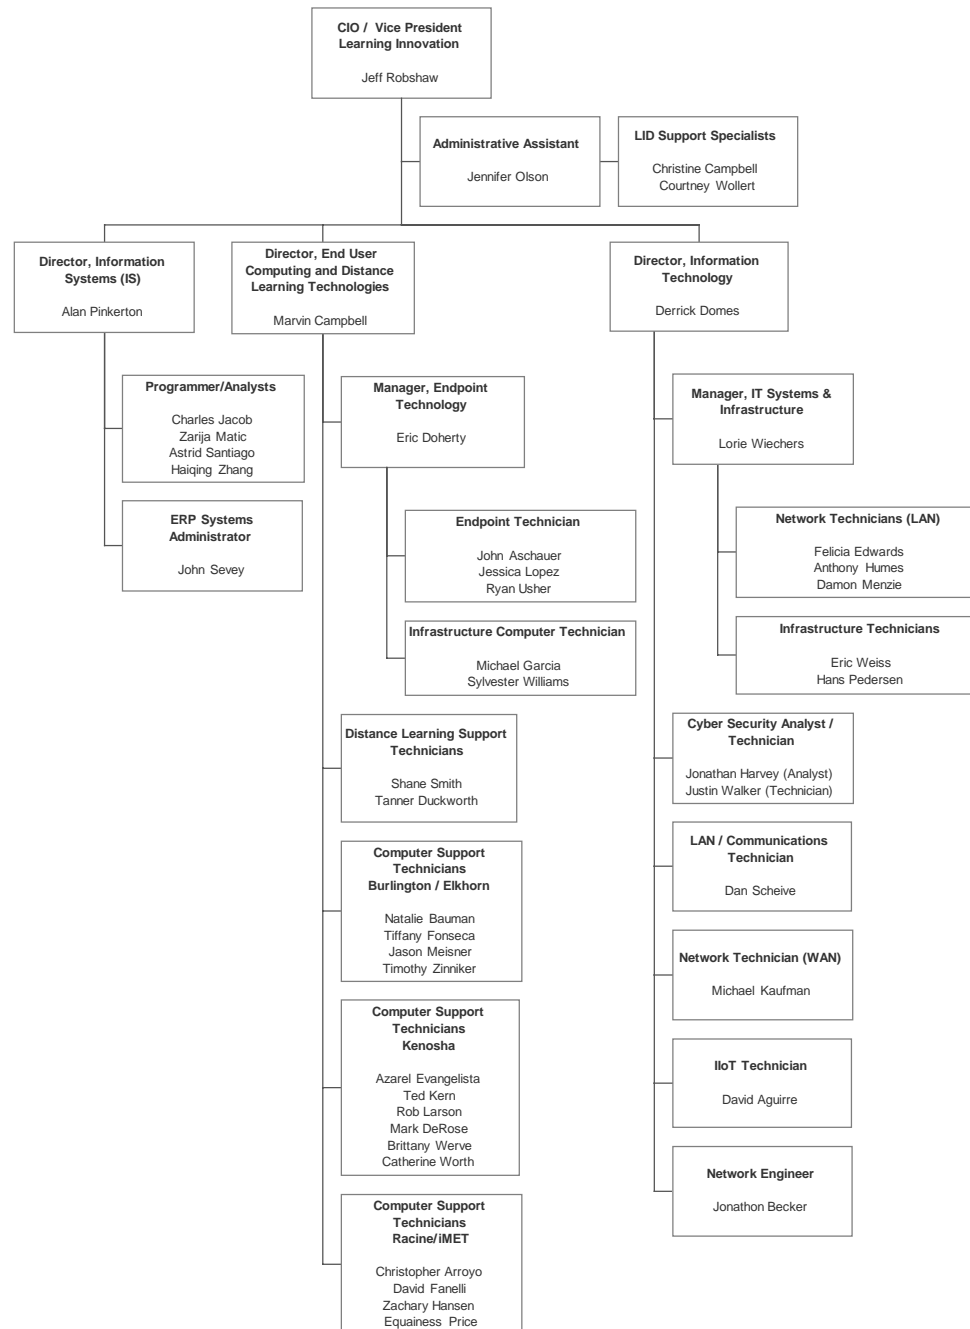 CIO / Vice President
Learning Innovation
Jeff Robshaw
Administrative Assistant
Jennifer Olson
LID Support Specialists
Christine Campbell
Courtney Wollert
Director, Information
Systems (IS)
Alan Pinkerton
Programmer/Analysts
Charles Jacob
Zarija Matic
Astrid Santiago
Haiqing Zhang
ERP Systems
Administrator
John Sevey
Director, End User
Computing and Distance
Learning Technologies
Marvin Campbell
Manager, Endpoint
Technology
Eric Doherty
Endpoint Technician
John Aschauer
Jessica Lopez
Ryan Usher
Infrastructure Computer Technician
Michael Garcia
Sylvester Williams
Distance Learning Support
Technicians
Shane Smith
Tanner Duckworth
Computer Support
Technicians
Burlington / Elkhorn
Natalie Bauman
Tiffany Fonseca
Jason Meisner
Timothy Zinniker
Computer Support
Technicians
Kenosha
Azarel Evangelista
Ted Kern
Rob Larson
Mark DeRose
Brittany Werve
Catherine Worth
Computer Support
Technicians
Racine/iMET
Christopher Arroyo
David Fanelli
Zachary Hansen
Equainess Price
Director, Information
Technology
Derrick Domes
Manager, IT Systems &
Infrastructure
Lorie Wiechers
Network Technicians (LAN)
Felicia Edwards
Anthony Humes
Damon Menzie
Infrastructure Technicians
Eric Weiss
Hans Pedersen
Cyber Security Analyst /
Technician
Jonathan Harvey (Analyst)
Justin Walker (Technician)
LAN / Communications
Technician
Dan Scheive
Network Technician (WAN)
Michael Kaufman
IIoT Technician
David Aguirre
Network Engineer
Jonathon Becker